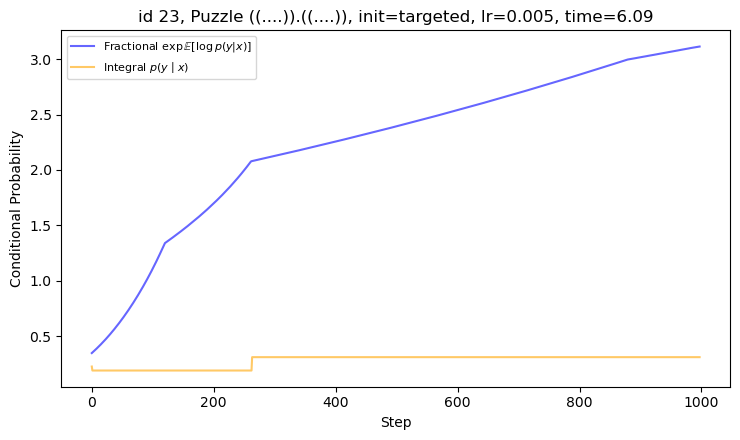 id 23, Puzzle ((....)).((....)), init=targeted, lr=0.005, time=6.09
Fractional exp𝔼[log p(y|x)]
Integral p(y | x)
Conditional Probability
3.0
2.5
2.0
1.5
1.0
0.5
0 200 400 600 800 1000
Step